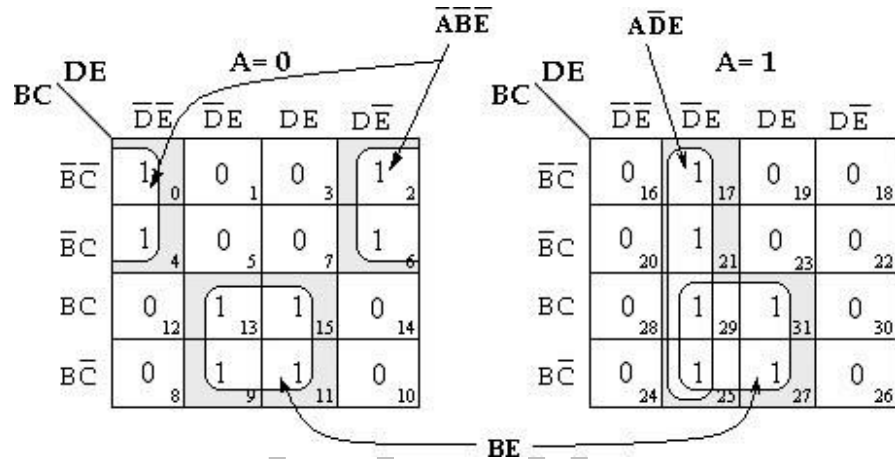 A̅B̅E̅ AD̅E
A= 0 A= 1
DE DE
BC BC
D̅E̅ D̅E DE DE̅ D̅E̅ D̅E DE DE̅
B̅C̅ 1 0 0 1 0 3 1 2 B̅C̅ 0 16 1 17 0 19 0 18
B̅C 1 4 0 5 0 7 1 6 B̅C 0 20 1 21 0 23 0 22
BC 0 12 1 13 1 15 0 14 BC 0 28 1 29 1 31 0 30
BC̅ 0 8 1 9 1 11 0 10 BC̅ 0 24 1 25 1 27 0 26
BE